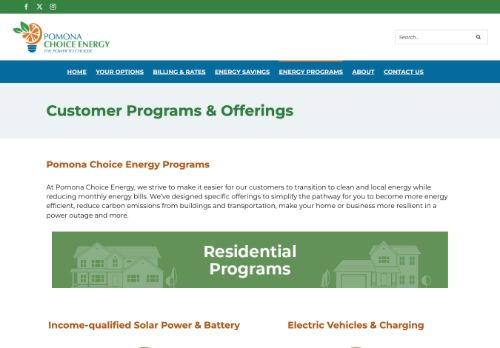 POMONA
CHOICE ENERGY
THE POWER TO CHOOSE
Search...
HOME YOUR OPTIONS BILLING & RATES ENERGY SAVINGS ENERGY PROGRAMS ABOUT CONTACT US
Customer Programs & Offerings
Pomona Choice Energy Programs
At Pomona Choice Energy, we strive to make it easier for our customers to transition to clean and local energy while
reducing monthly energy bills. We've designed specific offerings to simplify the pathway for you to become more energy
efficient, reduce carbon emissions from buildings and transportation, make your home or business more resilient in a
power outage and more.
Residential
Programs
Income-qualified Solar Power & Battery
Electric Vehicles & Charging